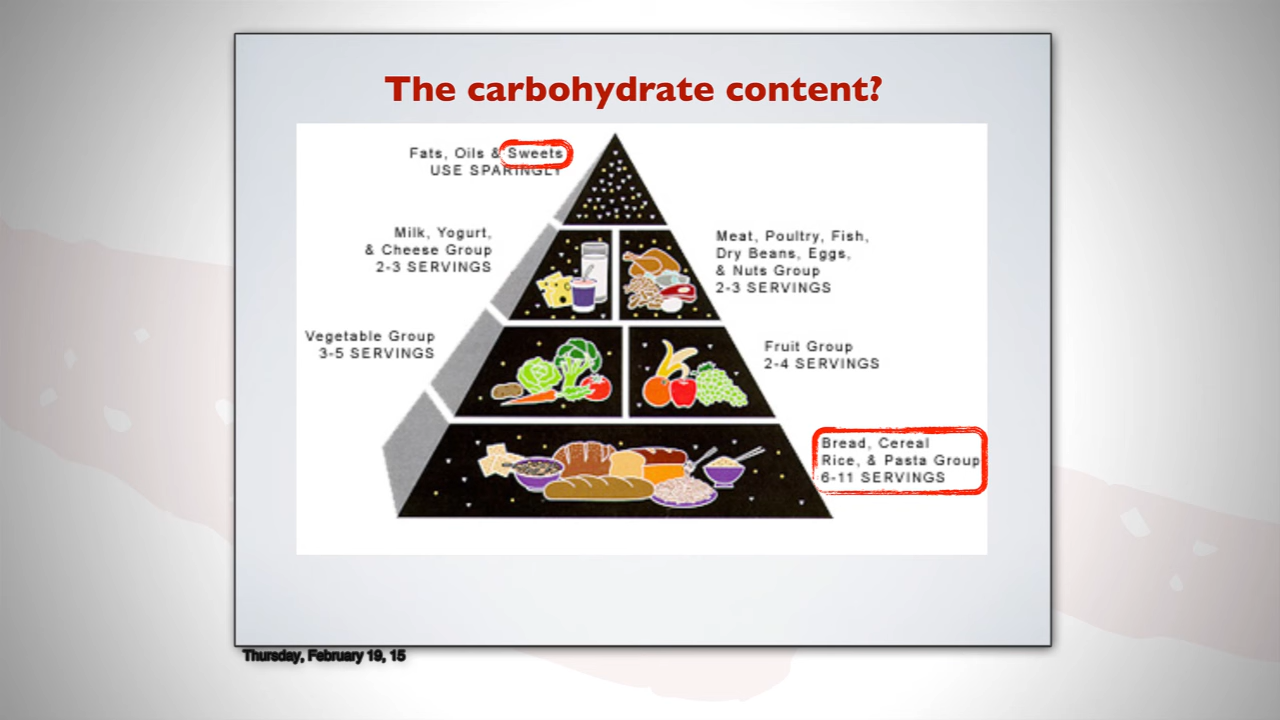 The carbohydrate content?
Fats, Oils & Sweets
USE SPARINGLY
Milk, Yogurt,
& Cheese Group
2-3 SERVINGS
Meat, Poultry, Fish,
Dry Beans, Eggs,
& Nuts Group
2-3 SERVINGS
Vegetable Group
3-5 SERVINGS
Fruit Group
2-4 SERVINGS
Bread, Cereal
Rice, & Pasta Group
6-11 SERVINGS
Thursday, February 19, 15